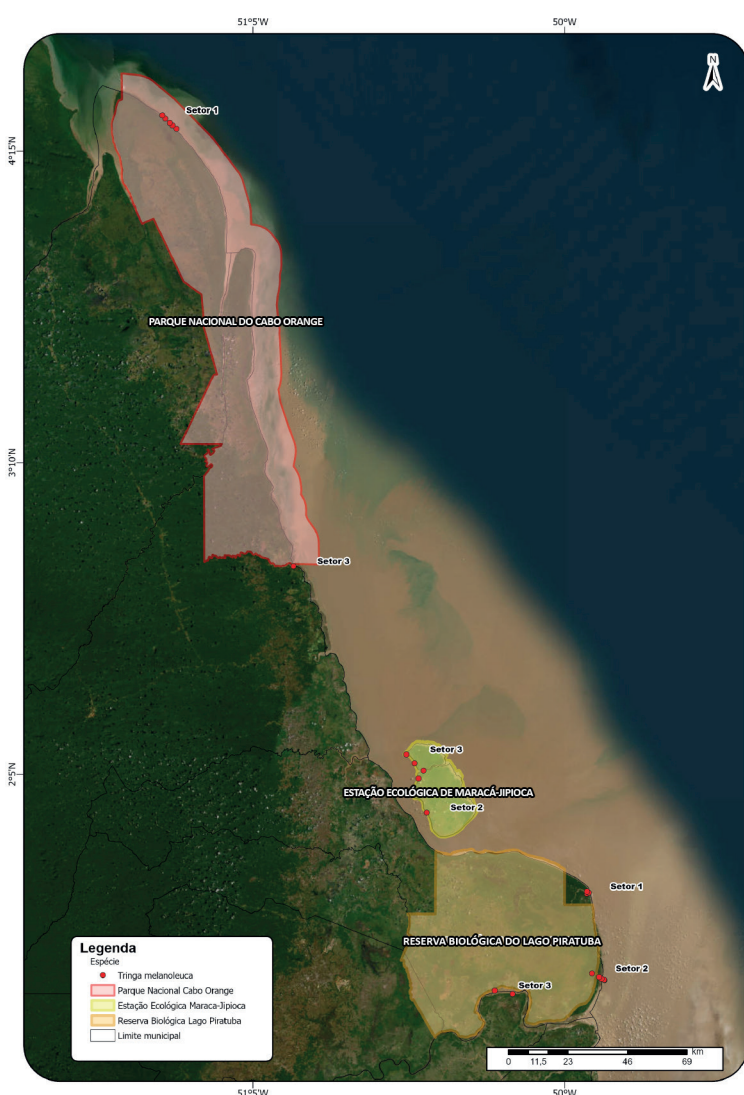 51°5'W
50°W
N
Setor 1
4°15'N
PARQUE NACIONAL DO CABO ORANGE
3°10'N
Setor 3
Setor 3
2°5'N
ESTAÇÃO ECOLÓGICA DE MARACÁ-JIPIOCA
Setor 2
Setor 1
RESERVA BIOLÓGICA DO LAGO PIRATUBA
Setor 2
Setor 3
Legenda
Espécie
Tringa melanoleuca
Parque Nacional Cabo Orange
Estação Ecológica Maraca-Jipioca
Reserva Biológica Lago Piratuba
Limite municipal
km
0 11,5 23 46 69
51°5'W
50°W